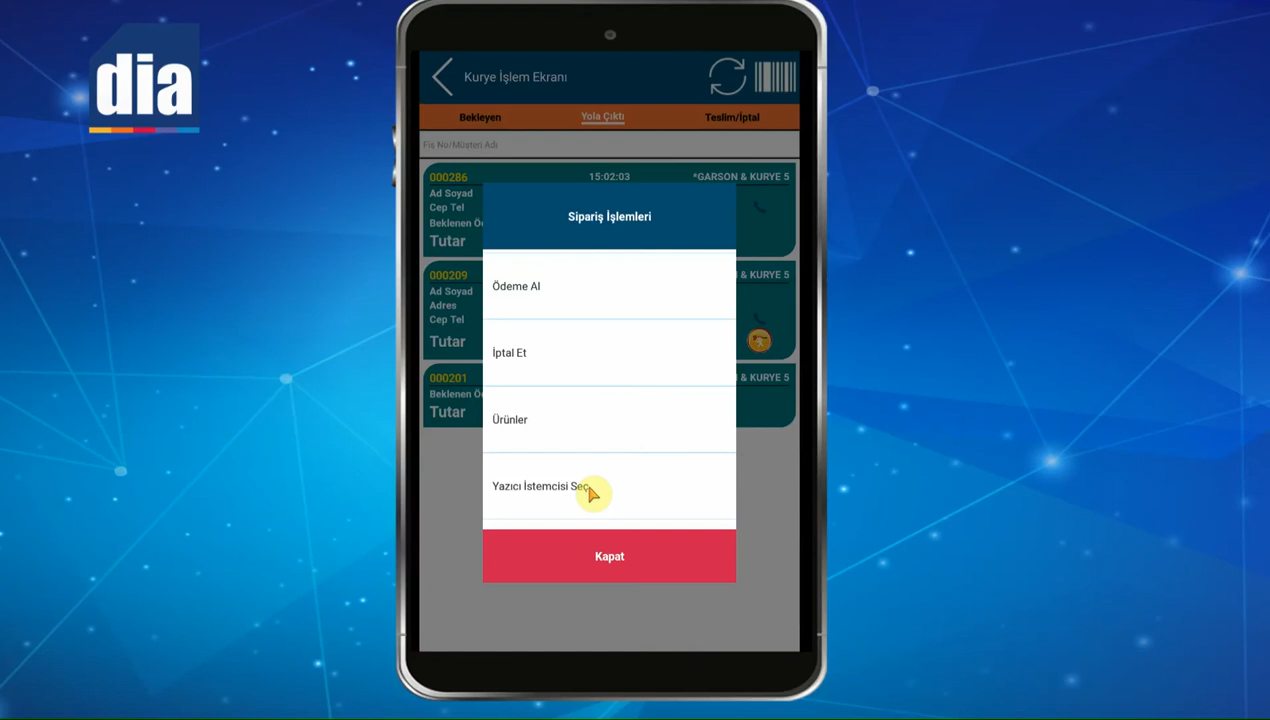 dia
Kurye İşlem Ekranı
Bekleyen Yola Çıktı Teslim/İptal
Fiş No/Müşteri Adı
000286 15:02:03 *GARSON & KURYE 5
Ad Soyad
Cep Tel
Beklenen Ö
Tutar
000209 & KURYE 5
Ad Soyad
Adres
Cep Tel
Tutar
000201 & KURYE 5
Beklenen Ö
Tutar
Sipariş İşlemleri
Ödeme Al
İptal Et
Ürünler
Yazıcı İstemcisi Seç
Kapat